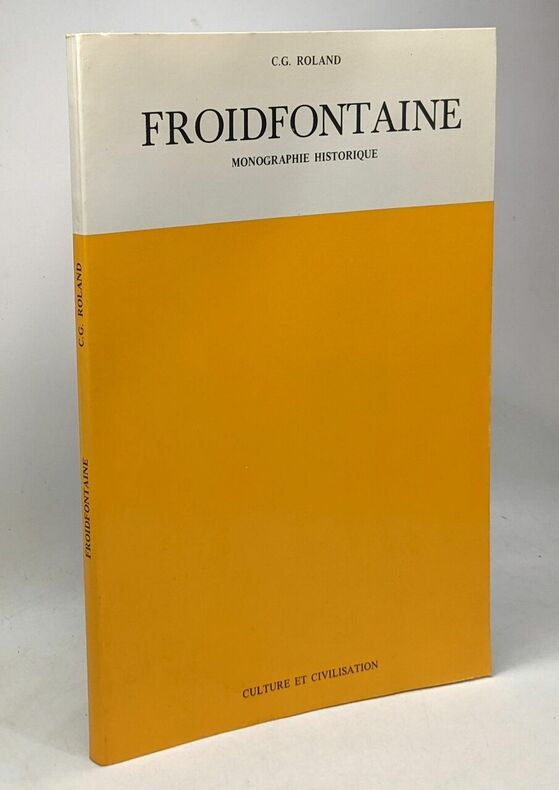 C.G. ROLAND
FROIDFONTAINE
MONOGRAPHIE HISTORIQUE
CULTURE ET CIVILISATION
C.G. ROLAND
FROIDFONTAINE